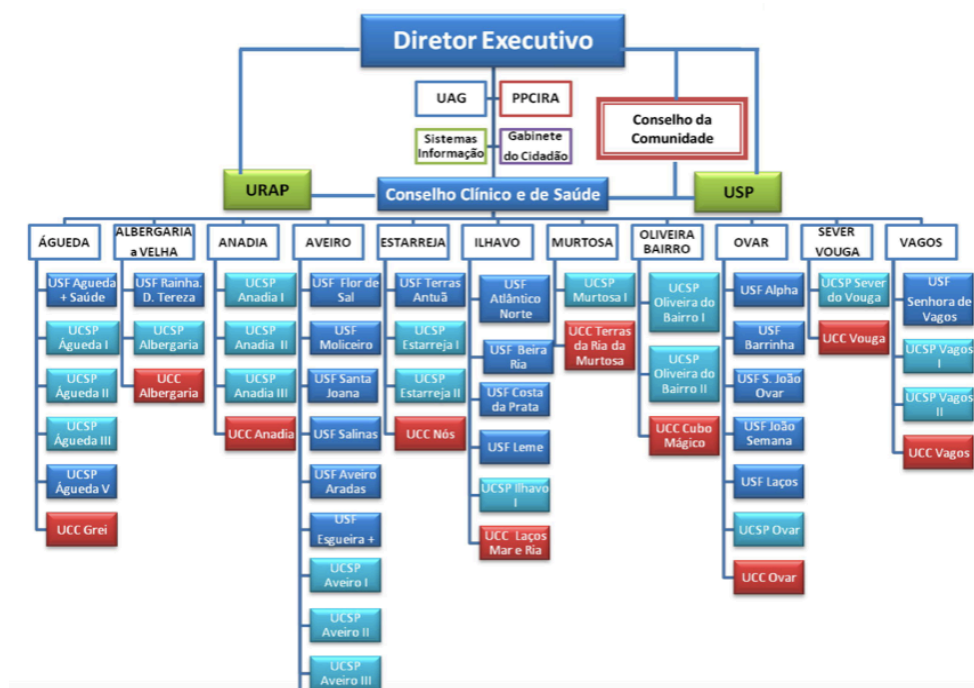 Diretor Executivo
UAG
PPCIRA
Sistemas
Informação
Gabinete
do Cidadão
Conselho da
Comunidade
URAP
Conselho Clínico e de Saúde
USP
ÁGUEDA
ALBERGARIA
a VELHA
ANADIA
AVEIRO
ESTARREJA
ILHAVO
MURTOSA
OLIVEIRA
BAIRRO
OVAR
SEVER
VOUGA
VAGOS
USF Agueda
+ Saúde
UCSP
Águeda I
UCSP
Águeda II
UCSP
Águeda III
UCSP
Águeda V
UCC Grei
USF Rainha.
D. Tereza
UCSP
Albergaria
UCC
Albergaria
UCSP
Anadia I
UCSP
Anadia II
UCSP
Anadia III
UCC Anadia
USF Flor de
Sal
USF
Moliceiro
USF Santa
Joana
USF Salinas
USF Aveiro
Aradas
USF
Esgueira +
UCSP
Aveiro I
UCSP
Aveiro II
UCSP
Aveiro III
USF Terras
Antuã
UCSP
Estarreja I
UCSP
Estarreja II
UCC Nós
USF
Atlântico
Norte
USF Beira
Ria
USF Costa
da Prata
USF Leme
UCSP Ilhavo
I
UCC Laços
Mar e Ria
UCSP
Murtosa I
UCC Terras
da Ria da
Murtosa
UCSP
Oliveira do
Bairro I
UCSP
Oliveira do
Bairro II
UCC Cubo
Mágico
USF Alpha
USF
Barrinha
USF S. João
Ovar
USF João
Semana
USF Laços
UCSP Ovar
UCC Ovar
UCSP Sever
do Vouga
UCC Vouga
USF
Senhora de
Vagos
UCSP Vagos
I
UCSP Vagos
II
UCC Vagos